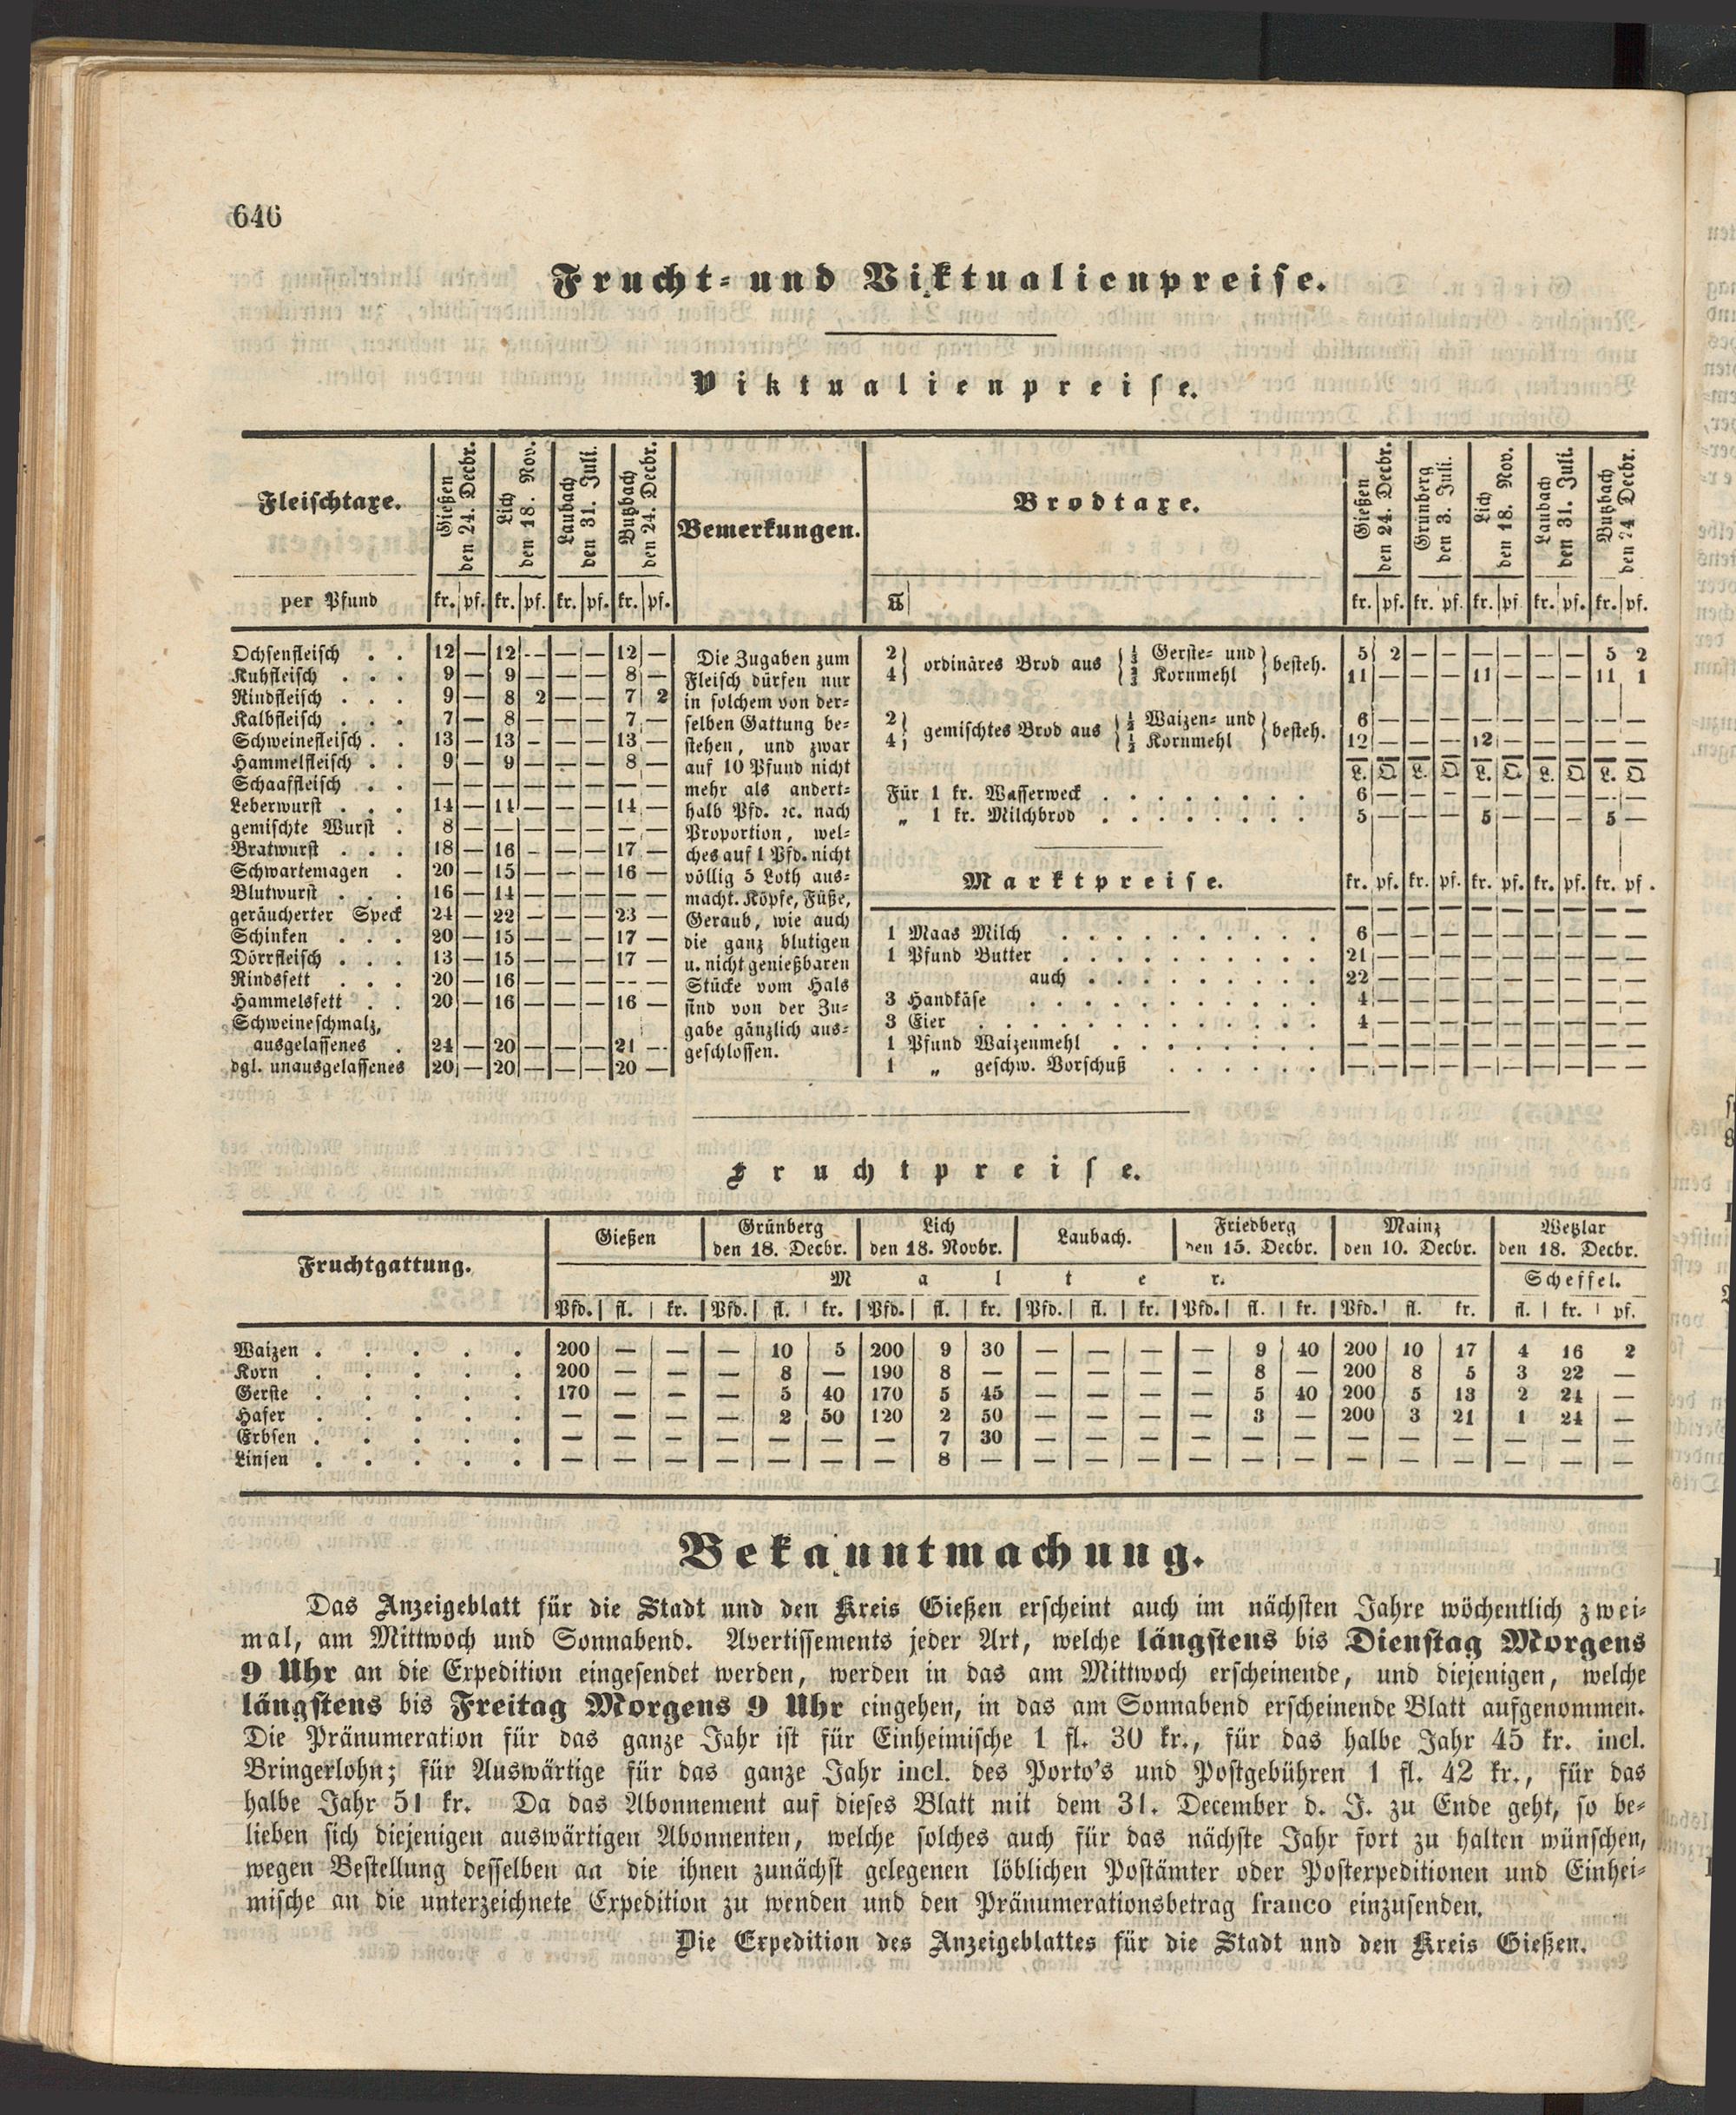 646
Frucht- und Viktualienpreise.
Viktualienpreise.
Fleischtaxe. | Gießen den 24. Decbr. | Lich den 18. Nov. | Laubach den 31. Juli. | Butzbach den 24. Decbr. | Bemerkungen.
per Pfund | kr. | pf. | kr. | pf. | kr. | pf. | kr. | pf.
Ochsenfleisch . . 12 — 12 — — — 12 —
Kuhfleisch . . . 9 — 9 — — — 8 —
Rindfleisch . . . 9 — 8 2 — — 7 2
Kalbfleisch . . . 7 — 8 — — — 7 —
Schweinefleisch . . 13 — 13 — — — 13 —
Hammelfleisch . . 9 — 9 — — — 8 —
Schaaffleisch . . — — — — — — — —
Leberwurst . . . 14 — 14 — — — 14 —
gemischte Wurst . 8 — — — — — — —
Bratwurst . . . 18 — 16 — — — 17 —
Schwartemagen . 20 — 15 — — — 16 —
Blutwurst . . . 16 — 14 — — — — —
geräucherter Speck 24 — 22 — — — 23 —
Schinken . . . 20 — 15 — — — 17 —
Dörrfleisch . . . 13 — 15 — — — 17 —
Rindsfett . . . 20 — 16 — — — — —
Hammelsfett . . 20 — 16 — — — 16 —
Schweineschmalz,
ausgelassenes . 24 — 20 — — — 21 —
dgl. unausgelassenes 20 — 20 — — — 20 —
Die Zugaben zum
Fleisch dürfen nur
in solchem von der-
selben Gattung be-
stehen, und zwar
auf 10 Pfund nicht
mehr als andert-
halb Pfd. ꝛc. nach
Proportion, wel-
ches auf 1 Pfd. nicht
völlig 5 Loth aus-
macht. Köpfe, Füße,
Geraub, wie auch
die ganz blutigen
u. nicht genießbaren
Stücke vom Hals
sind von der Zu-
gabe gänzlich aus-
geschlossen.
Brodtaxe. | Gießen den 24. Decbr. | Grünberg den 3. Juli. | Lich den 18. Nov. | Laubach den 31. Juli. | Butzbach den 24 Decbr.
℔ | kr. | pf. | kr. | pf. | kr. | pf | kr. | pf. | kr. | pf.
2 } ordinäres Brod aus { ⅓ Gerste- und } besteh. 5 2 — — — — — — 5 2
4 } { ⅔ Kornmehl } 11 — — — 11 — — — 11 1
2 } gemischtes Brod aus { ½ Waizen- und } besteh. 6 — — — — — — — — —
4 } { ½ Kornmehl } 12 — — — 12 — — — — —
L. Q. L. Q. L. Q. L. Q. L. Q.
Für 1 kr. Wasserweck . . . . . . . . 6 — — — — — — — — —
„ 1 kr. Milchbrod . . . . . . . . 5 — — — 5 — — — 5 —
Marktpreise. kr. pf. kr. pf. kr. pf. kr. pf. kr. pf.
1 Maas Milch . . . . . . . . . . 6 — — — — — — — — —
1 Pfund Butter . . . . . . . . . . 21 — — — — — — — — —
auch . . . . . . . . . 22 — — — — — — — — —
3 Handkäse . . . . . . . . . . . 4 — — — — — — — — —
3 Eier . . . . . . . . . . . . 4 — — — — — — — — —
1 Pfund Waizenmehl . . . . . . . . — — — — — — — — — —
1 „ geschw. Vorschuß . . . . . . — — — — — — — — — —
Fruchtpreise.
Fruchtgattung. | Gießen | Grünberg den 18. Decbr. | Lich den 18. Novbr. | Laubach. | Friedberg den 15. Decbr. | Mainz den 10. Decbr. | Wetzlar den 18. Decbr.
Malter. | Scheffel.
Pfd. | fl. | kr. | Pfd. | fl. | kr. | Pfd. | fl. | kr. | Pfd. | fl. | kr. | Pfd. | fl. | kr. | Pfd. | fl. | kr. | fl. | kr. | pf.
Waizen . . . . . 200 — — — 10 5 200 9 30 — — — — 9 40 200 10 17 4 16 2
Korn . . . . . 200 — — — 8 — 190 8 — — — — — 8 — 200 8 5 3 22 —
Gerste . . . . . 170 — — — 5 40 170 5 45 — — — — 5 40 200 5 13 2 24 —
Hafer . . . . . — — — — 2 50 120 2 50 — — — — 3 — 200 3 21 1 24 —
Erbsen . . . . . — — — — — — — 7 30 — — — — — — — — — — — —
Linsen . . . . . — — — — — — — 8 — — — — — — — — — — — — —
Bekanntmachung.
Das Anzeigeblatt für die Stadt und den Kreis Gießen erscheint auch im nächsten Jahre wöchentlich zwei-
mal, am Mittwoch und Sonnabend. Avertissements jeder Art, welche längstens bis Dienstag Morgens
9 Uhr an die Expedition eingesendet werden, werden in das am Mittwoch erscheinende, und diejenigen, welche
längstens bis Freitag Morgens 9 Uhr eingehen, in das am Sonnabend erscheinende Blatt aufgenommen.
Die Pränumeration für das ganze Jahr ist für Einheimische 1 fl. 30 kr., für das halbe Jahr 45 kr. incl.
Bringerlohn; für Auswärtige für das ganze Jahr incl. des Porto's und Postgebühren 1 fl. 42 kr., für das
halbe Jahr 51 kr. Da das Abonnement auf dieses Blatt mit dem 31. December d. J. zu Ende geht, so be-
lieben sich diejenigen auswärtigen Abonnenten, welche solches auch für das nächste Jahr fort zu halten wünschen,
wegen Bestellung desselben an die ihnen zunächst gelegenen löblichen Postämter oder Postexpeditionen und Einhei-
mische an die unterzeichnete Expedition zu wenden und den Pränumerationsbetrag franco einzusenden.
Die Expedition des Anzeigeblattes für die Stadt und den Kreis Gießen.